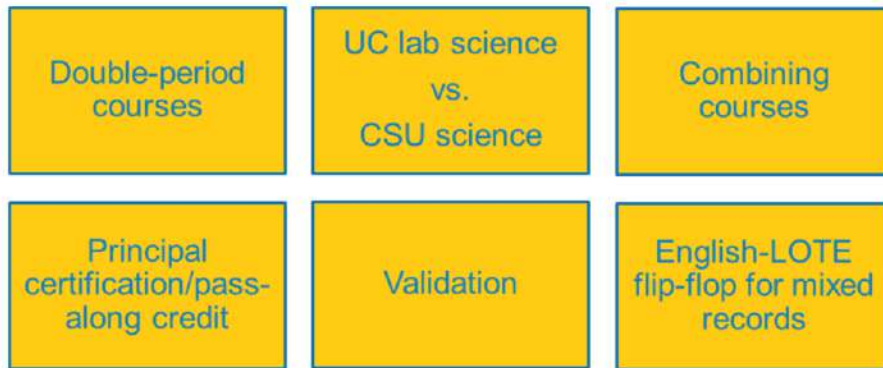 Double-period
courses
UC lab science
vs.
CSU science
Combining
courses
Principal
certification/pass-
along credit
Validation
English-LOTE
flip-flop for mixed
records